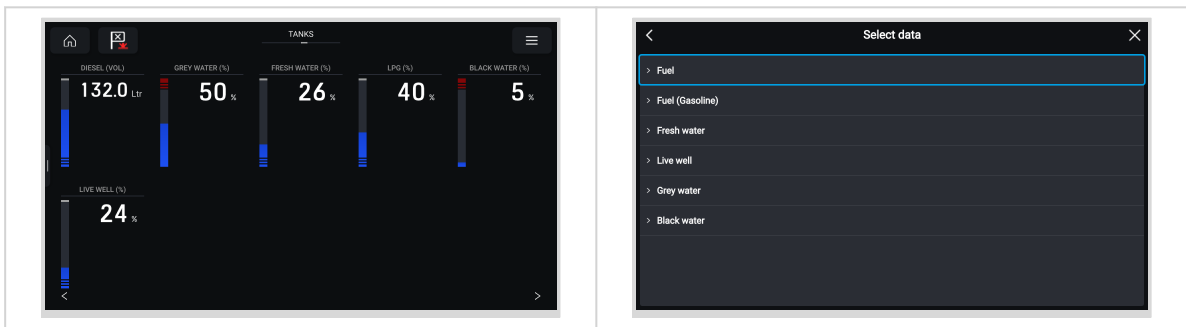 TANKS
DIESEL (VOL)
132.0 Ltr
GREY WATER (%)
50 %
FRESH WATER (%)
26 %
LPG (%)
40 %
BLACK WATER (%)
5 %
LIVE WELL (%)
24 %
Select data
Fuel
Fuel (Gasoline)
Fresh water
Live well
Grey water
Black water